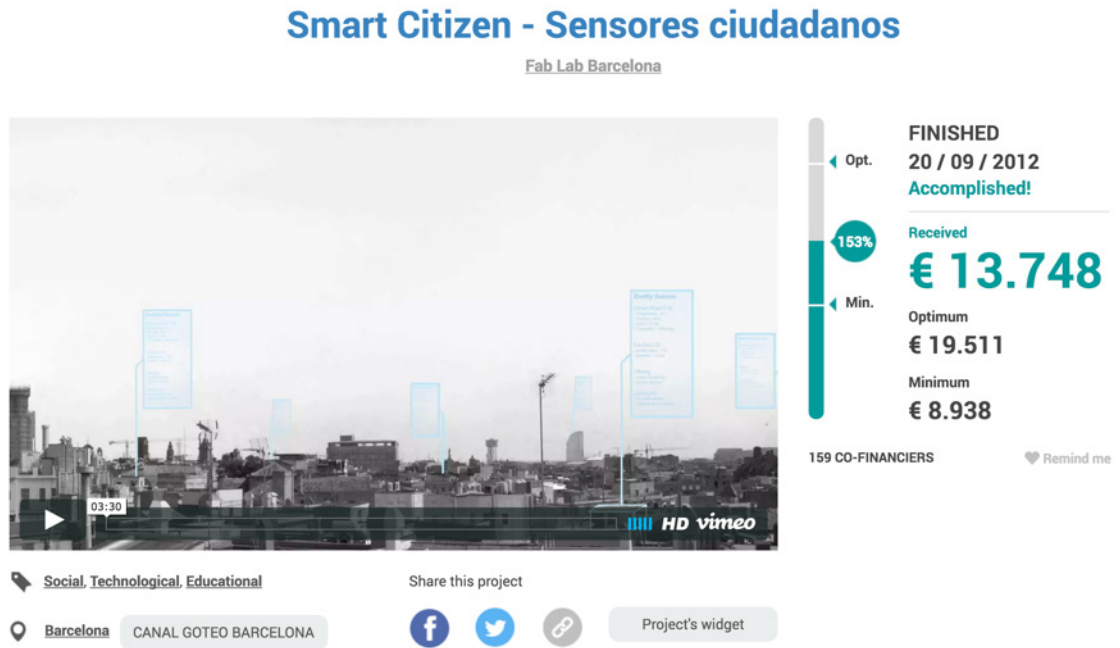 Smart Citizen - Sensores ciudadanos
Fab Lab Barcelona
FINISHED
Opt.
20 / 09 / 2012
Accomplished!
Received
153%
€ 13.748
Min.
Optimum
€ 19.511
Minimum
€ 8.938
159 CO-FINANCIERS
Remind me
03:30
HD vimeo
Social, Technological, Educational
Share this project
Barcelona
CANAL GOTEO BARCELONA
Project's widget